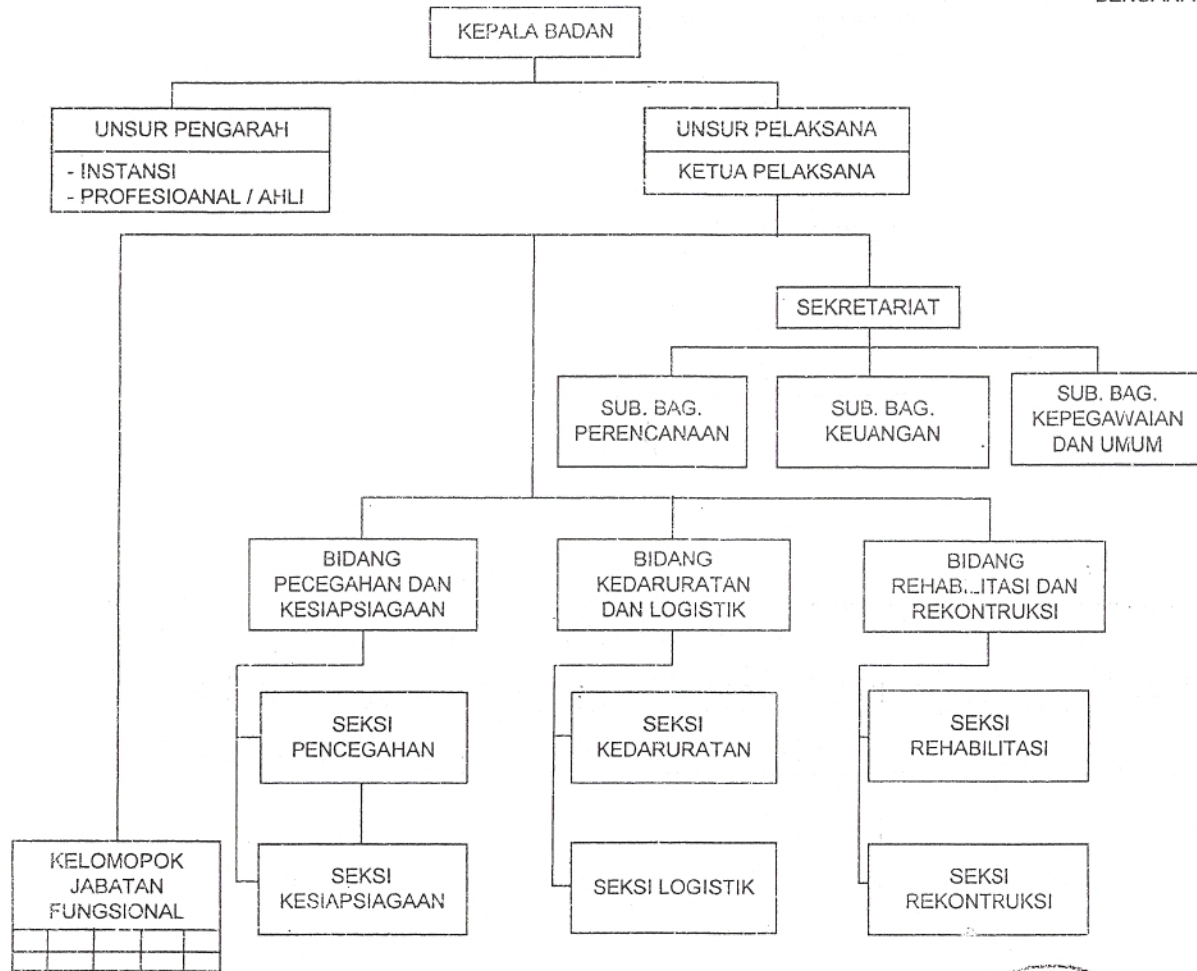 KEPALA BADAN
UNSUR PENGARAH
- INSTANSI
- PROFESIOANAL / AHLI
UNSUR PELAKSANA
KETUA PELAKSANA
SEKRETARIAT
SUB. BAG.
PERENCANAAN
SUB. BAG.
KEUANGAN
SUB. BAG.
KEPEGAWAIAN
DAN UMUM
BIDANG
PECEGAHAN DAN
KESIAPSIAGAAN
BIDANG
KEDARURATAN
DAN LOGISTIK
BIDANG
REHAB...ITASI DAN
REKONTRUKSI
SEKSI
PENCEGAHAN
SEKSI
KEDARURATAN
SEKSI
REHABILITASI
KELOMOPOK
JABATAN
FUNGSIONAL
SEKSI
KESIAPSIAGAAN
SEKSI LOGISTIK
SEKSI
REKONTRUKSI